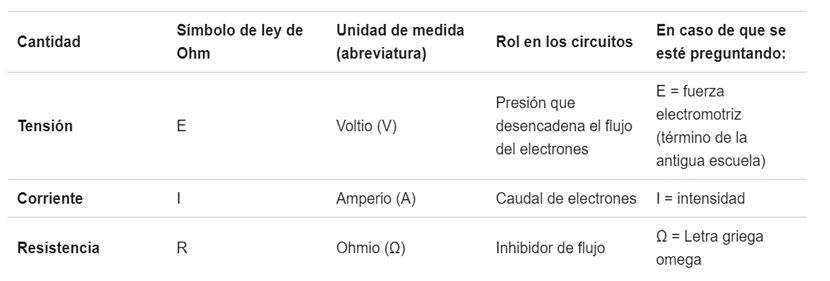 Cantidad
Símbolo de ley de
Ohm
Unidad de medida
(abreviatura)
Rol en los circuitos
En caso de que se
esté preguntando:
Tensión
E
Voltio (V)
Presión que
desencadena el flujo
del electrones
E = fuerza
electromotriz
(término de la
antigua escuela)
Corriente
I
Amperio (A)
Caudal de electrones
I = intensidad
Resistencia
R
Ohmio (Ω)
Inhibidor de flujo
Ω = Letra griega
omega